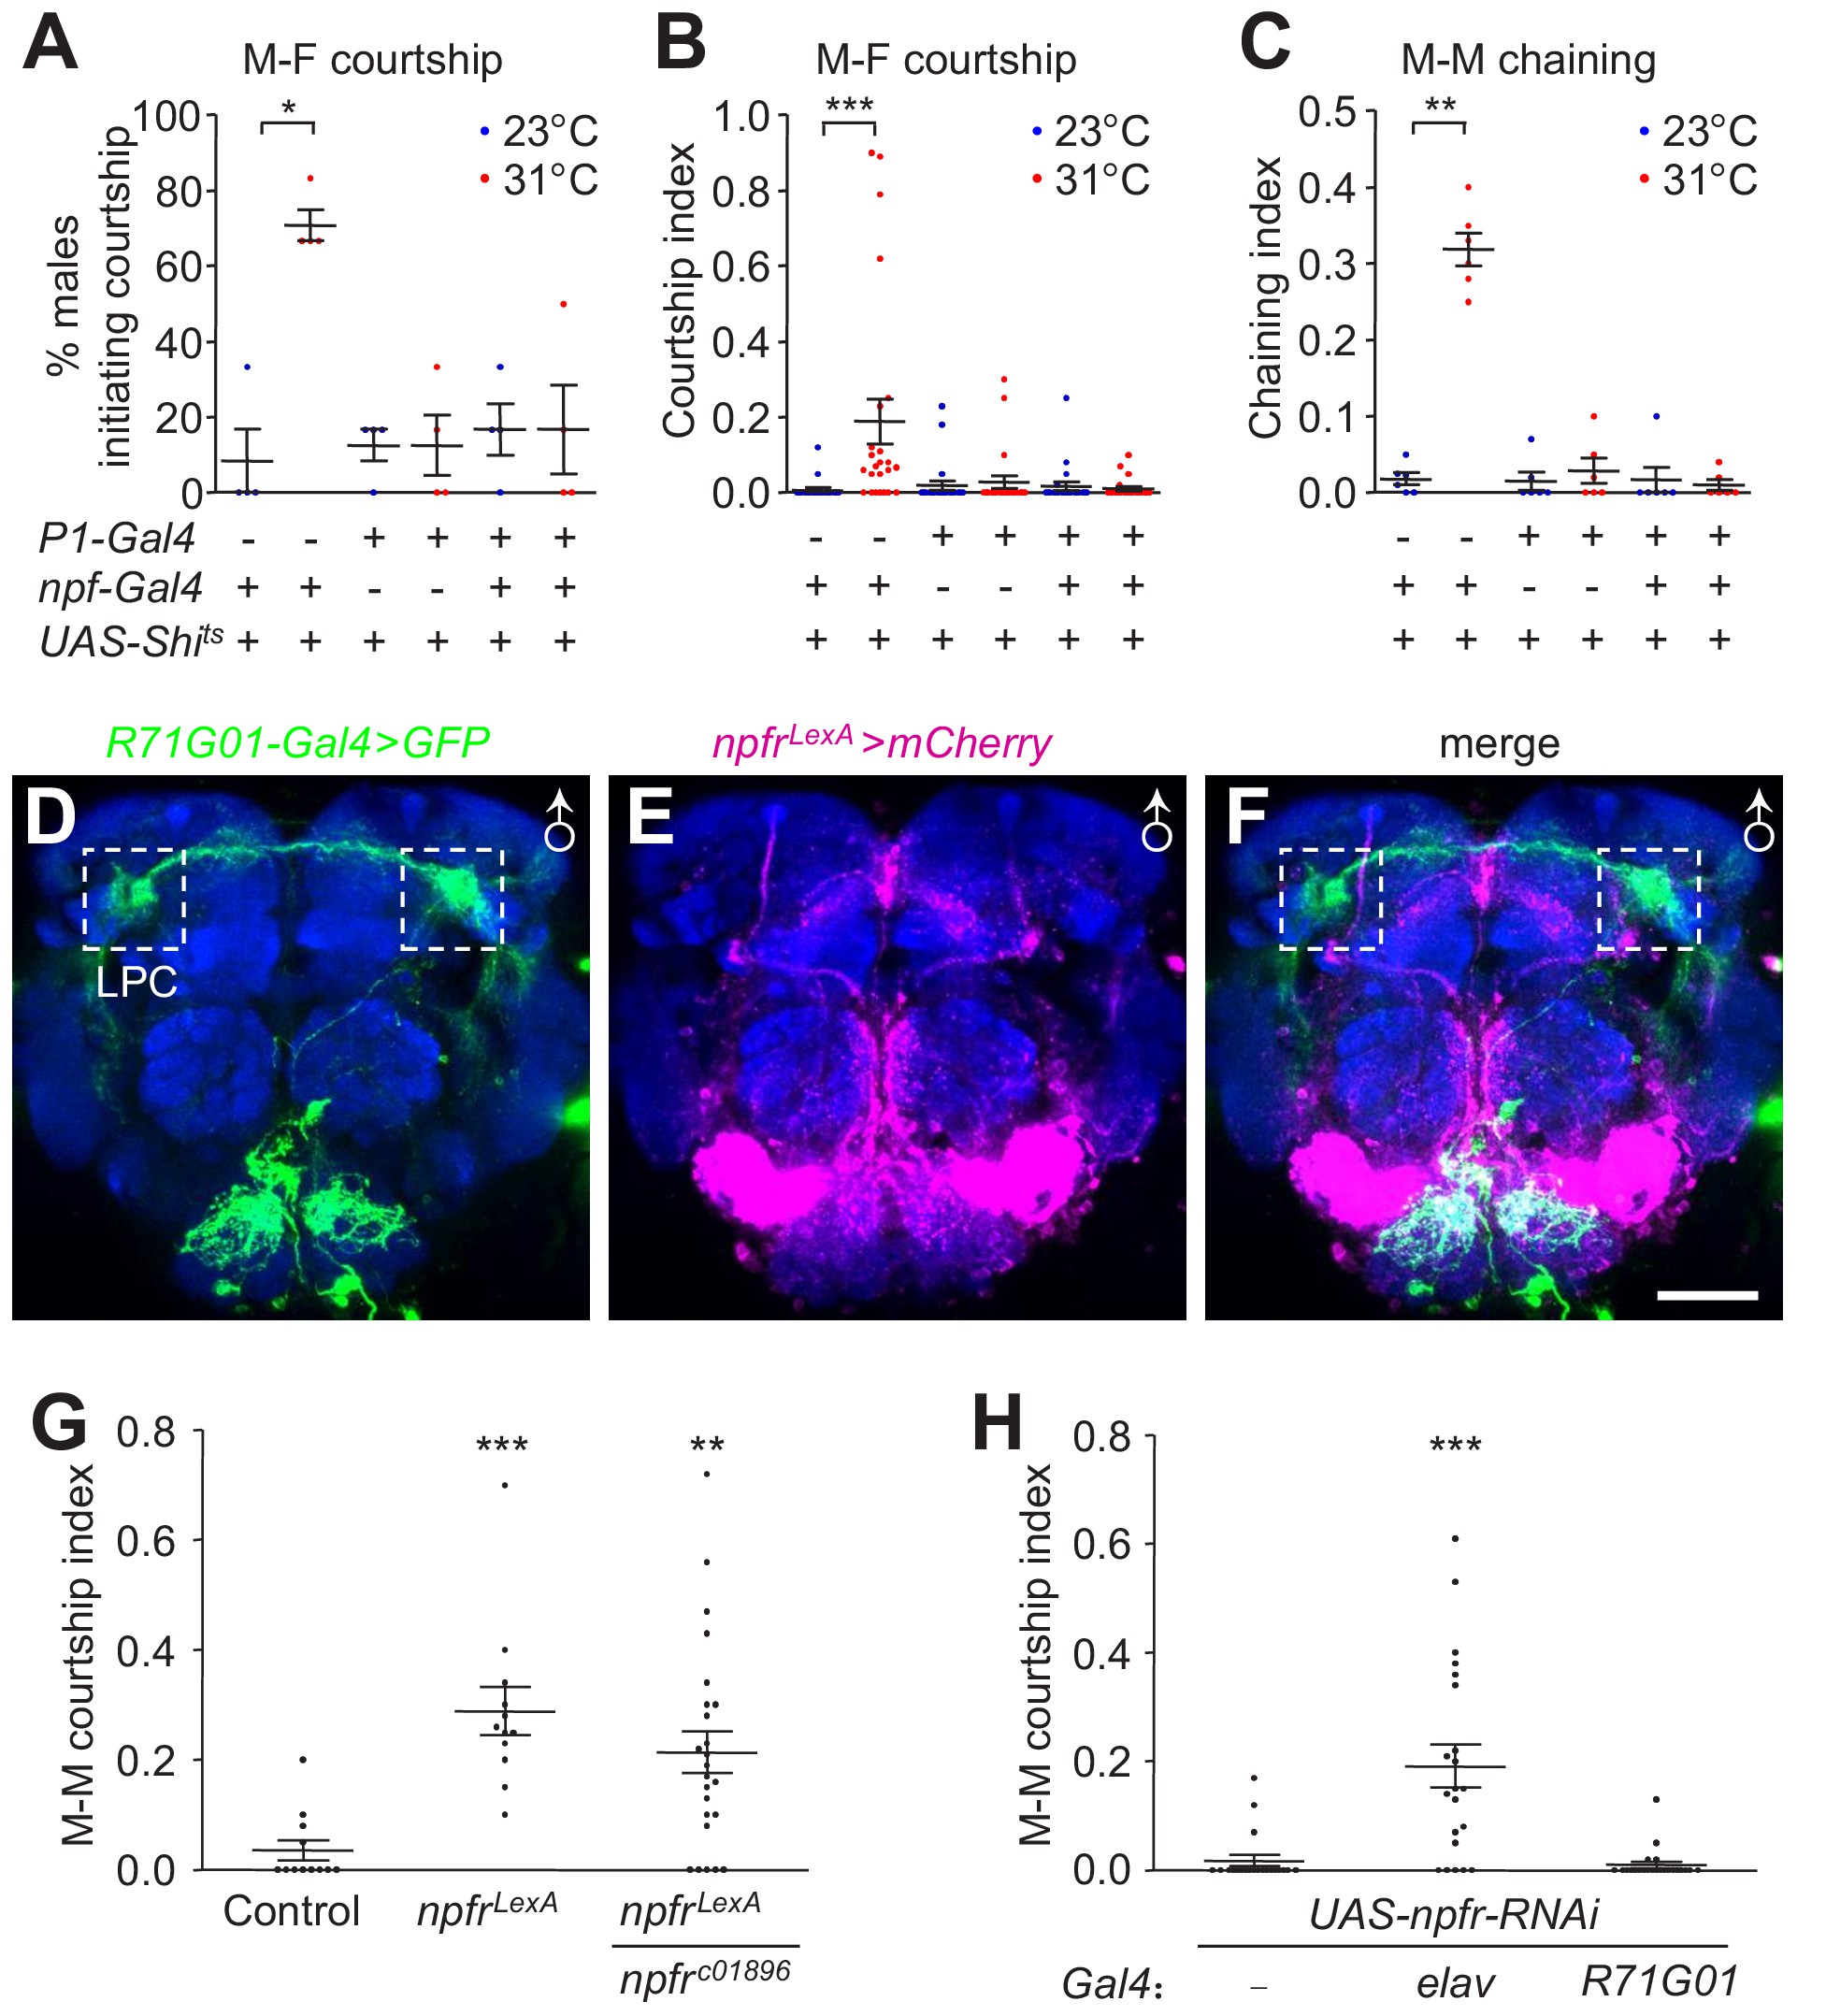 A
M-F courtship
% males
initiating courtship
100
80
60
40
20
0
*
23°C
31°C
P1-Gal4 - - + + + +
npf-Gal4 + + - - + +
UAS-Shits + + + + + +
B
M-F courtship
Courtship index
1.0
0.8
0.6
0.4
0.2
0.0
***
23°C
31°C
- - + + + +
+ + - - + +
+ + + + + +
C
M-M chaining
Chaining index
0.5
0.4
0.3
0.2
0.1
0.0
**
23°C
31°C
- - + + + +
+ + - - + +
+ + + + + +
R71G01-Gal4>GFP
D
♂
LPC
npfrLexA>mCherry
E
♂
merge
F
♂
G
M-M courtship index
0.8
0.6
0.4
0.2
0.0
***
**
Control
npfrLexA
npfrLexA
npfrc01896
H
M-M courtship index
0.8
0.6
0.4
0.2
0.0
***
UAS-npfr-RNAi
Gal4: – elav R71G01